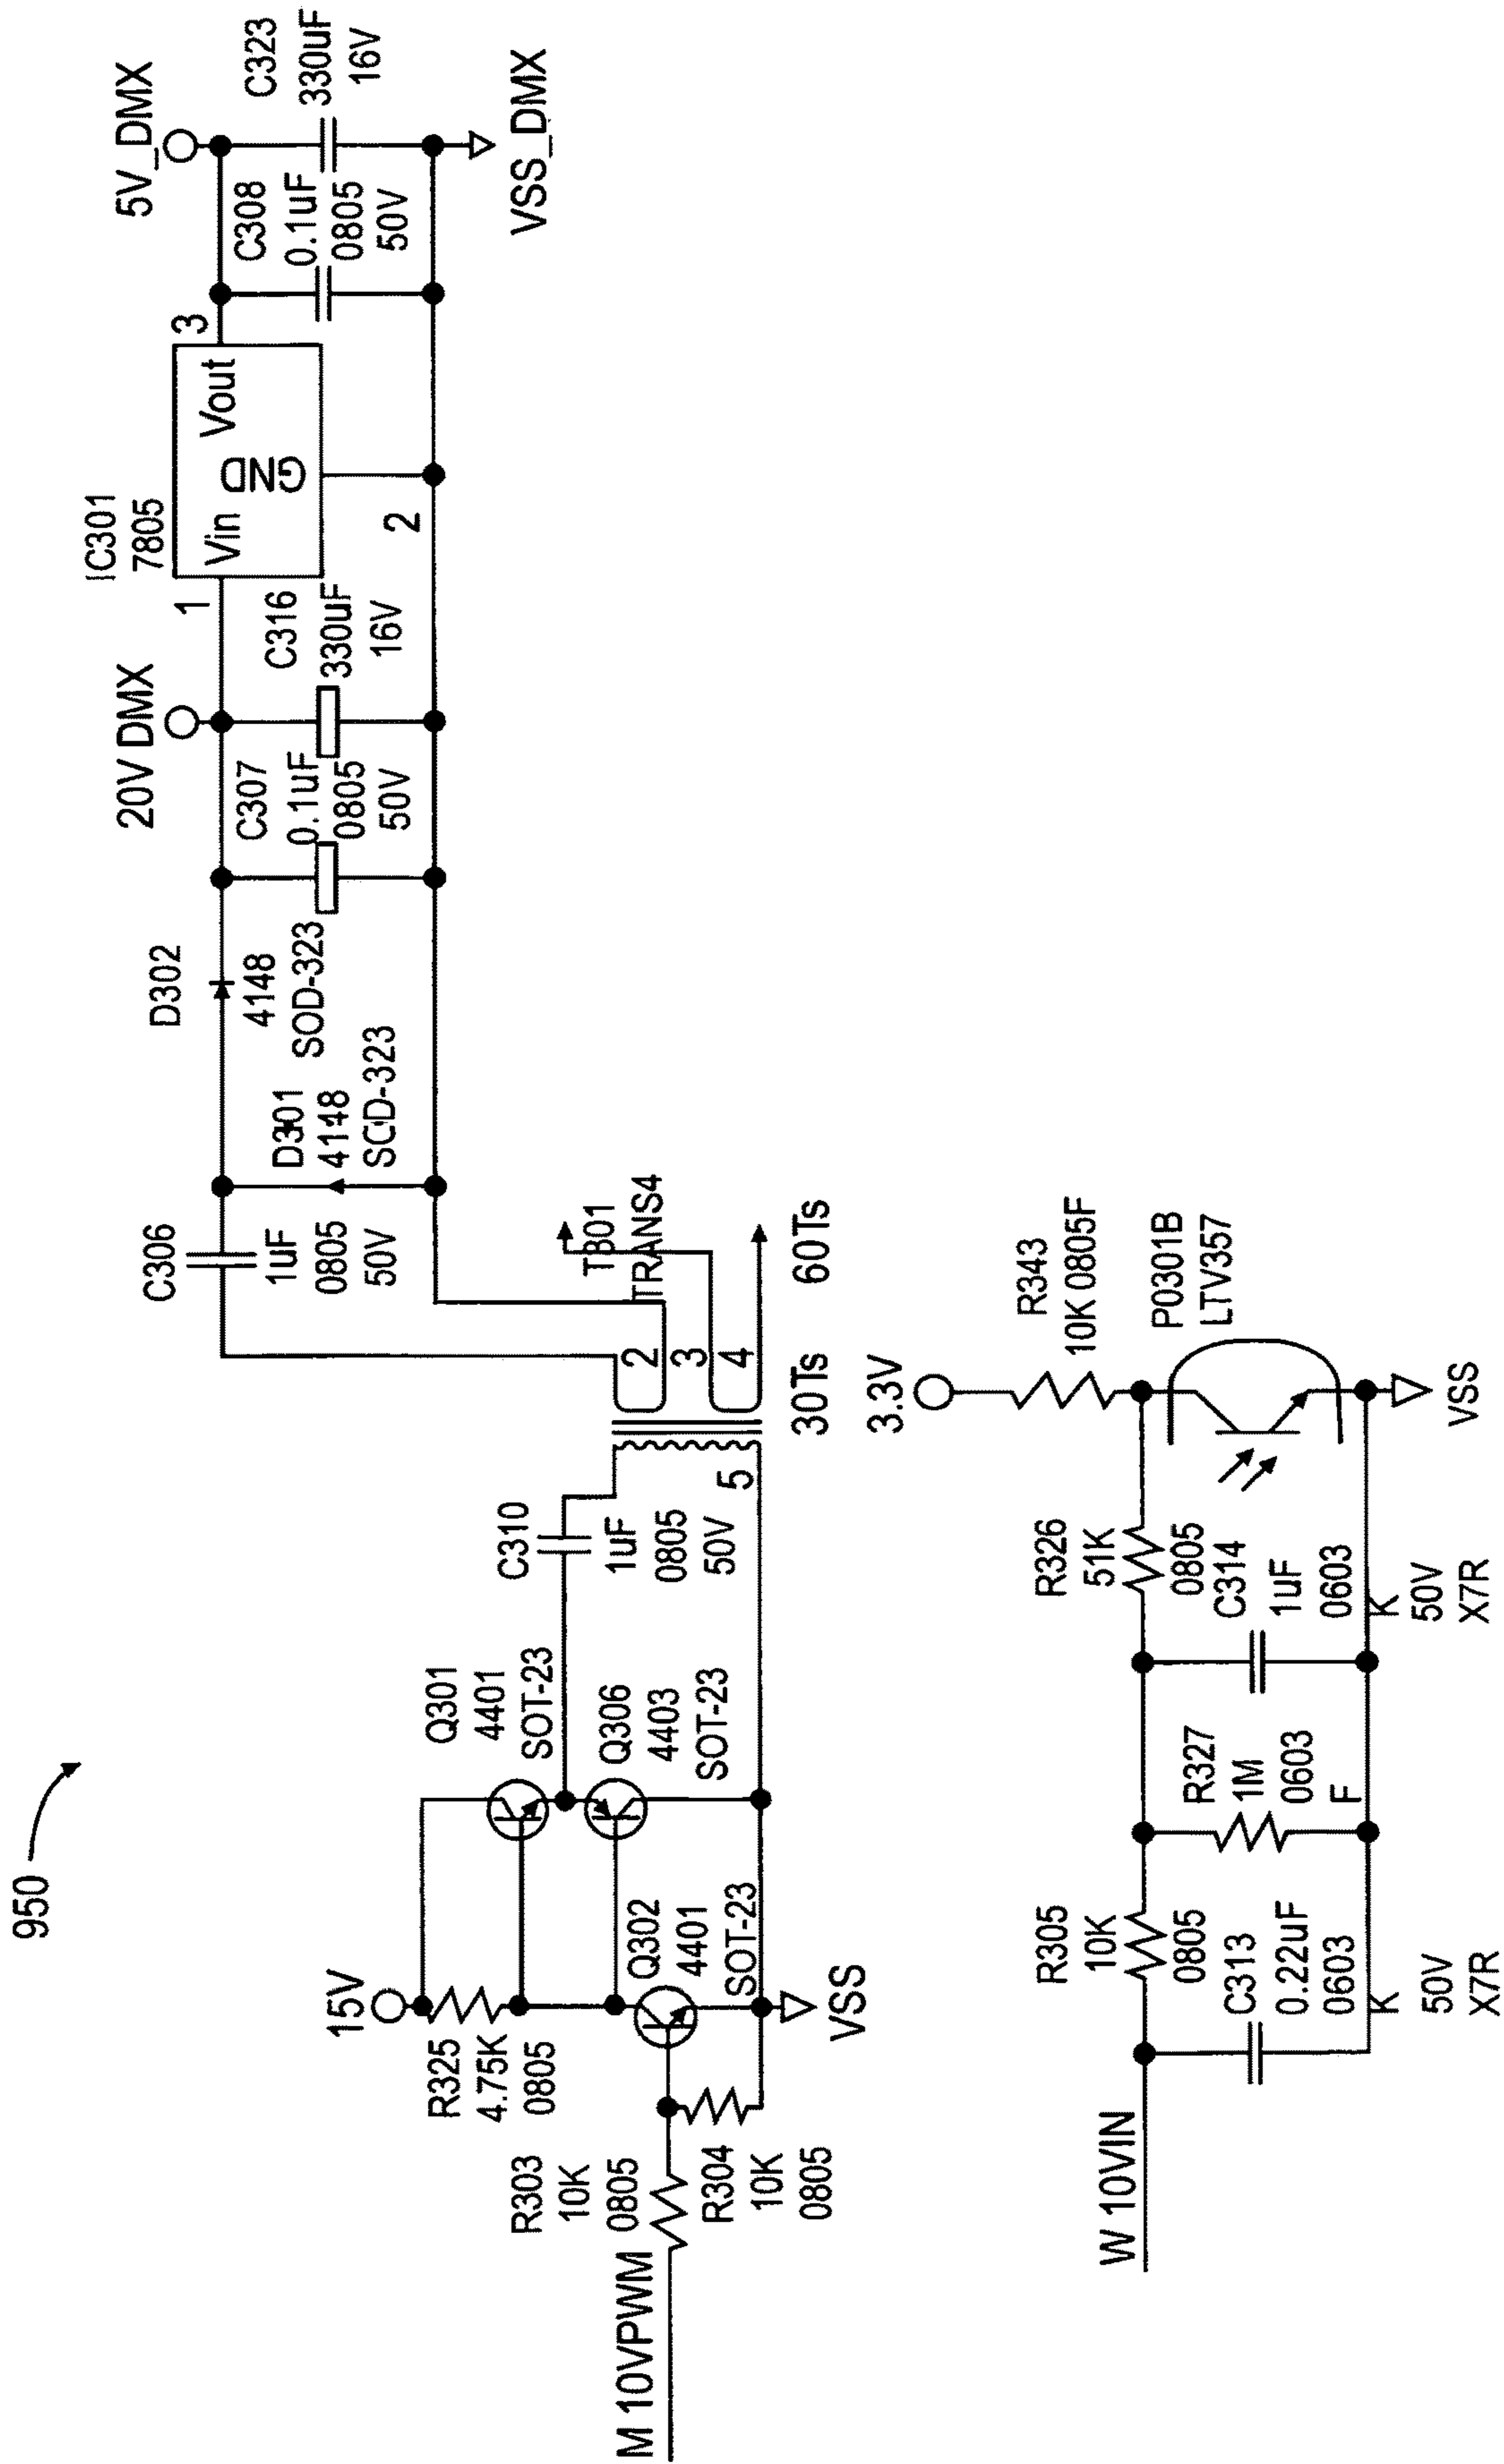 950
15V
R325
4.75K
0805
Q301
4401
SOT-23
Q306
4403
SOT-23
Q302
4401
SOT-23
M 10VPWM
R303
10K
0805
R304
10K
0805
VSS
C310
1uF
0805
50V
5
2
3
4
30Ts
60Ts
T301
TRANS4
C306
1uF
0805
50V
D301
4148
SOD-323
D302
4148
SOD-323
20V DMX
C307
0.1uF
0805
50V
C316
330uF
16V
IC301
7805
1
Vin
Vout
GND
2
3
5V_DMX
C308
0.1uF
0805
50V
C323
330uF
16V
VSS_DMX
W 10VIN
R305
10K
0805
C313
0.22uF
0603
K
50V
X7R
R327
1M
0603
F
R326
51K
0805
C314
1uF
0603
K
50V
X7R
3.3V
R343
10K 0805F
P0301B
LTV357
VSS